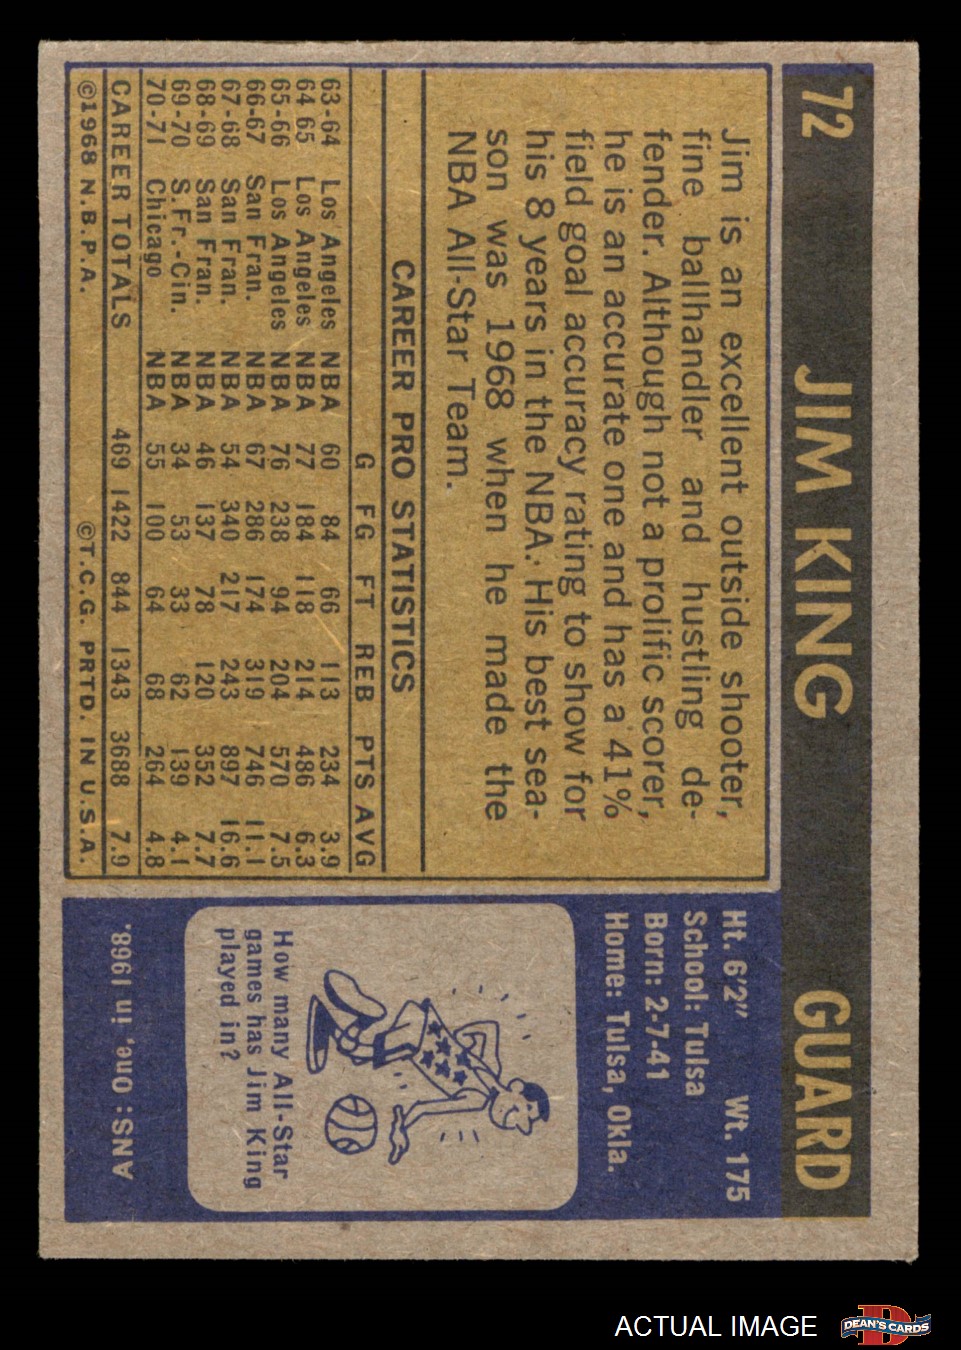 72 JIM KING GUARD
Jim is an excellent outside shooter,
fine ballhandler and hustling de-
fender. Although not a prolific scorer,
he is an accurate one and has a 41%
field goal accuracy rating to show for
his 8 years in the NBA. His best sea-
son was 1968 when he made the
NBA All-Star Team.
CAREER PRO STATISTICS
G FG FT REB PTS AVG
63-64 Los Angeles NBA 60 84 66 113 234 3.9
64 65 Los Angeles NBA 77 184 118 214 486 6.3
65-66 Los Angeles NBA 76 238 94 204 570 7.5
66-67 San Fran. NBA 67 286 174 319 746 11.1
67-68 San Fran. NBA 54 340 217 243 897 16.6
68-69 San Fran. NBA 46 137 78 120 352 7.7
69-70 S.Fr.-Cin. NBA 34 53 33 62 139 4.1
70-71 Chicago NBA 55 100 64 68 264 4.8
CAREER TOTALS 469 1422 844 1343 3688 7.9
©1968 N.B.P.A. ©T.C.G. PRTD. IN U.S.A.
Ht. 6'2" Wt. 175
School: Tulsa
Born: 2-7-41
Home: Tulsa, Okla.
How many All-Star
games has Jim King
played in?
ANS: One, in 1968.
ACTUAL IMAGE
D
DEAN'S CARDS